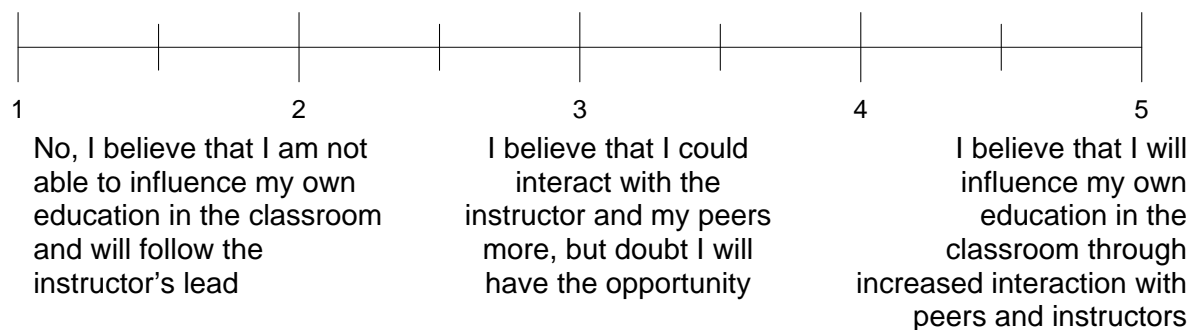 1 2 3 4 5
No, I believe that I am not
able to influence my own
education in the classroom
and will follow the
instructor’s lead
I believe that I could
interact with the
instructor and my peers
more, but doubt I will
have the opportunity
I believe that I will
influence my own
education in the
classroom through
increased interaction with
peers and instructors